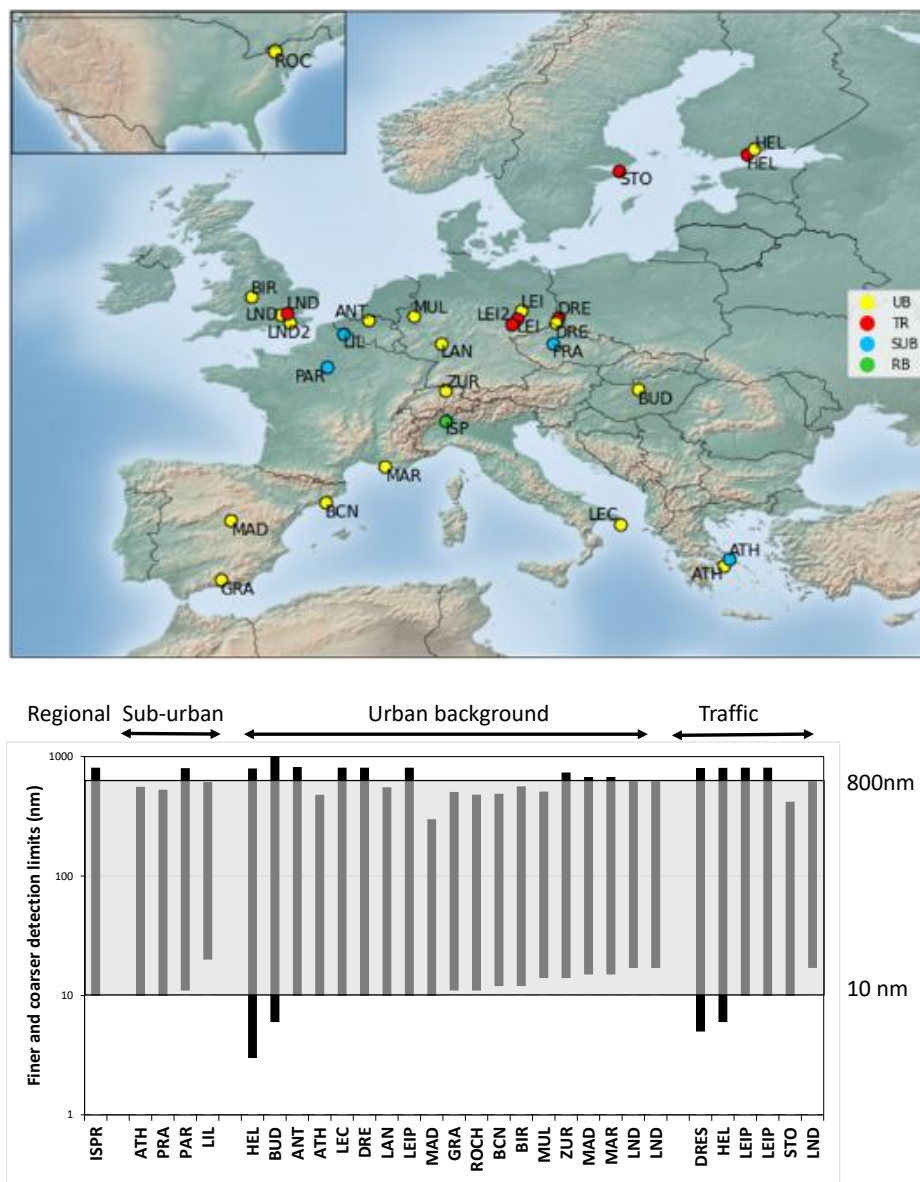 ROC
HEL
HEL
STO
BIR
LND
LND
LND2
ANT
MUL
LEI
LEI2
LEI
DRE
DRE
UB
TR
SUB
RB
LIL
LAN
PRA
PAR
ZUR
BUD
ISP
MAR
BCN
MAD
LEC
ATH
ATH
GRA
Regional Sub-urban Urban background Traffic
Finer and coarser detection limits (nm)
1000
100
10
1
800nm
10 nm
ISPR
ATH
PRA
PAR
LIL
HEL
BUD
ANT
ATH
LEC
DRE
LAN
LEIP
MAD
GRA
ROCH
BCN
BIR
MUL
ZUR
MAD
MAR
LND
LND
DRES
HEL
LEIP
LEIP
STO
LND